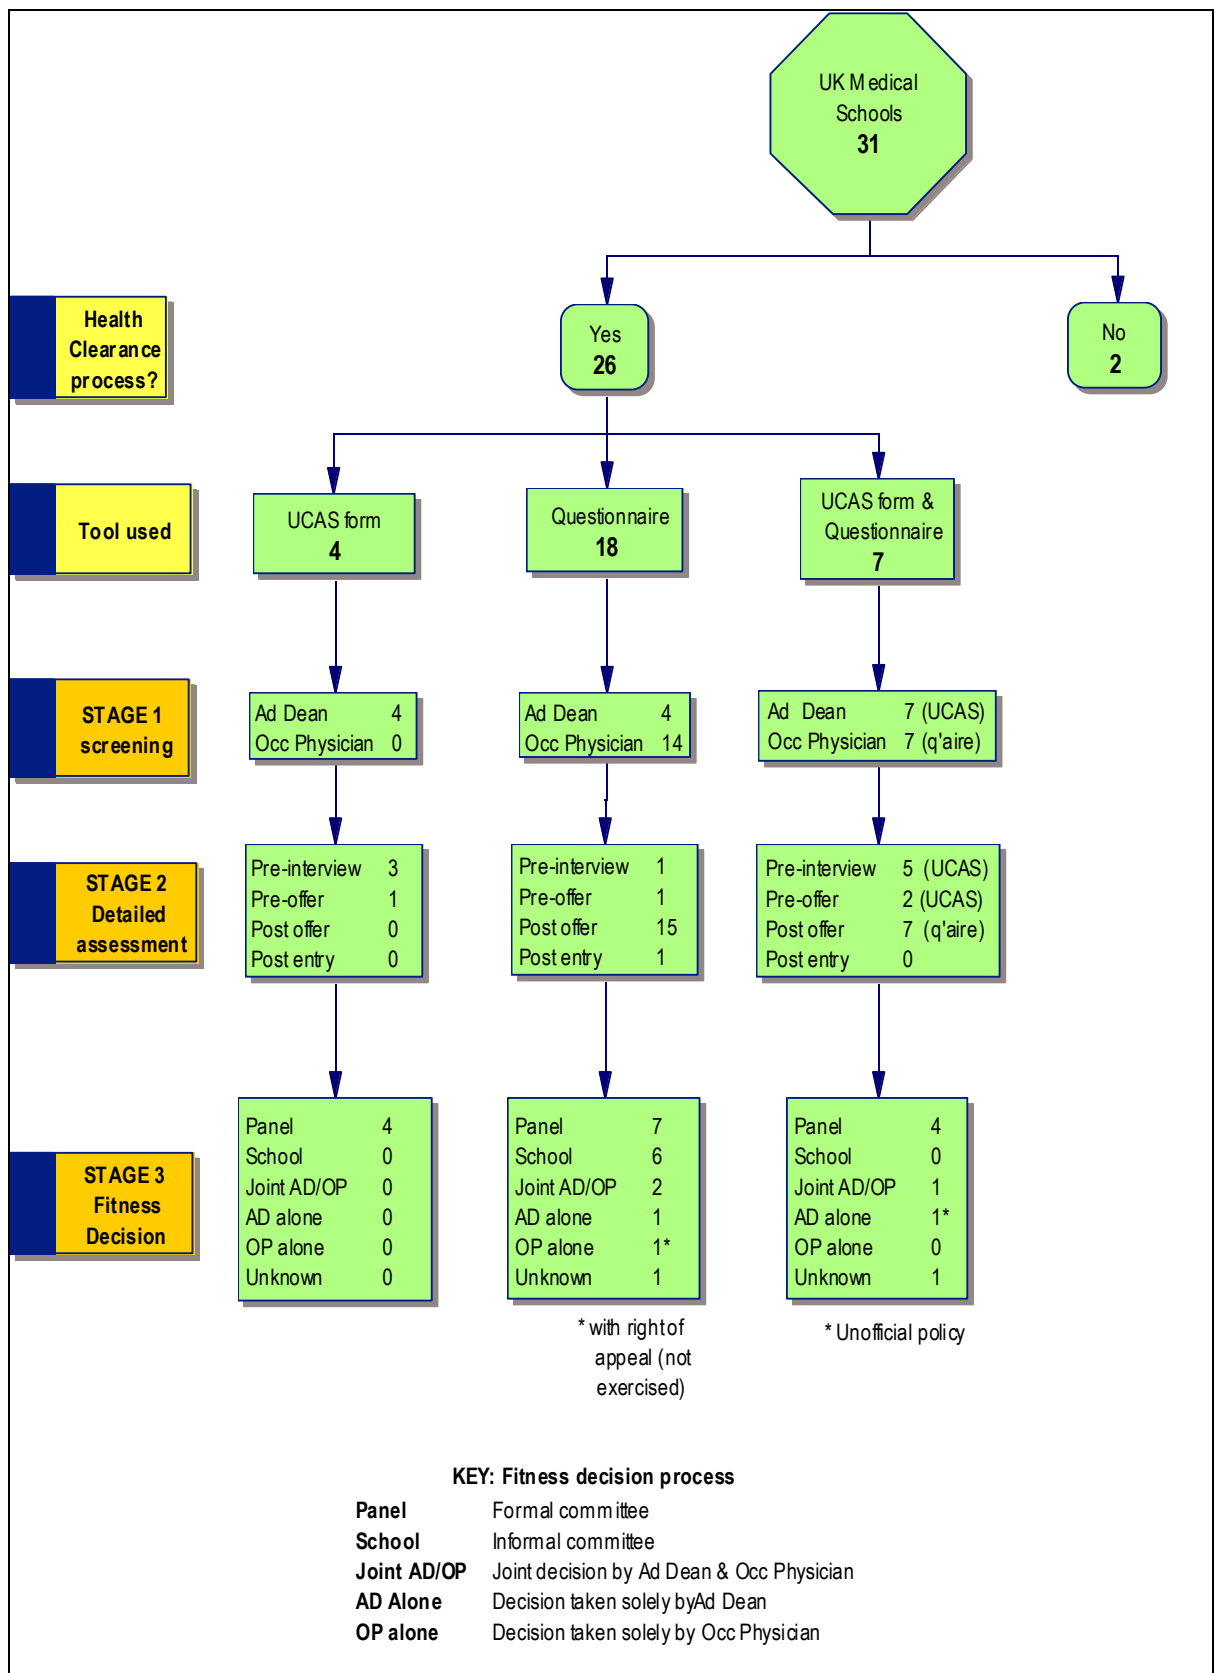 UK Medical
Schools
31
Health
Clearance
process?
Yes
26
No
2
Tool used
UCAS form
4
Questionnaire
18
UCAS form &
Questionnaire
7
STAGE 1
screening
Ad Dean 4
Occ Physician 0
Ad Dean 4
Occ Physician 14
Ad Dean 7 (UCAS)
Occ Physician 7 (q'aire)
STAGE 2
Detailed
assessment
Pre-interview 3
Pre-offer 1
Post offer 0
Post entry 0
Pre-interview 1
Pre-offer 1
Post offer 15
Post entry 1
Pre-interview 5 (UCAS)
Pre-offer 2 (UCAS)
Post offer 7 (q'aire)
Post entry 0
STAGE 3
Fitness
Decision
Panel 4
School 0
Joint AD/OP 0
AD alone 0
OP alone 0
Unknown 0
Panel 7
School 6
Joint AD/OP 2
AD alone 1
OP alone 1*
Unknown 1
* with right of
appeal (not
exercised)
Panel 4
School 0
Joint AD/OP 1
AD alone 1*
OP alone 0
Unknown 1
* Unofficial policy
KEY: Fitness decision process
Panel Formal committee
School Informal committee
Joint AD/OP Joint decision by Ad Dean & Occ Physician
AD Alone Decision taken solely byAd Dean
OP alone Decision taken solely by Occ Physician